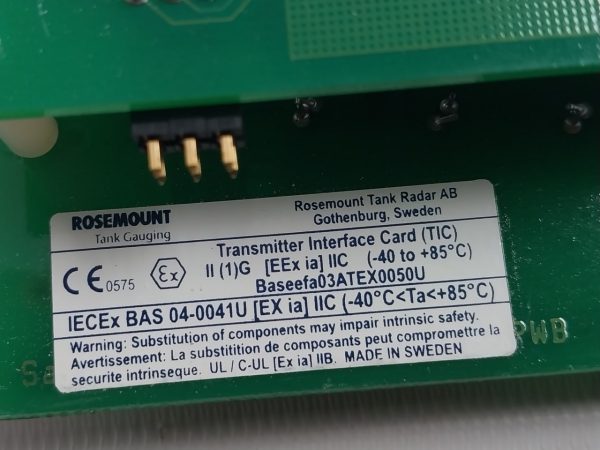 ROSEMOUNT
Tank Gauging
Rosemount Tank Radar AB
Gothenburg, Sweden
CE 0575 Ex
Transmitter Interface Card (TIC)
II (1)G [EEx ia] IIC (-40 to +85°C)
Baseefa03ATEX0050U
IECEx BAS 04-0041U [EX ia] IIC (-40°C<Ta<+85°C)
Warning: Substitution of components may impair intrinsic safety.
Avertissement: La substitution de composants peut compromettre la
securite intrinseque. UL / C-UL [Ex ia] IIB. MADE IN SWEDEN
PWB